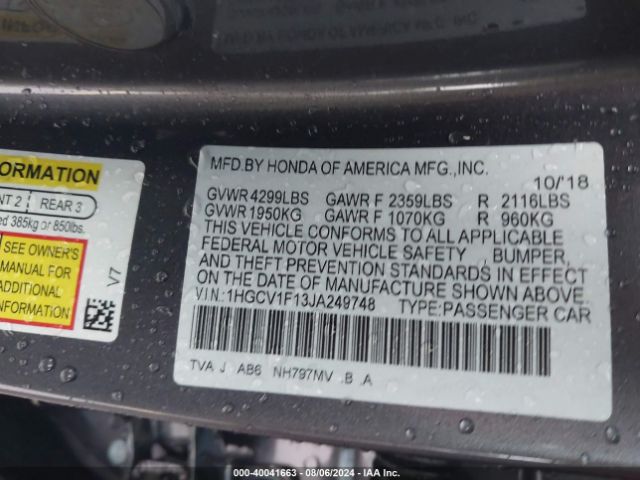 MFD. BY HONDA OF AMERICA MFG., INC.
10/'18
GVWR 4299LBS GAWR F 2359LBS R 2116LBS
GVWR 1950KG GAWR F 1070KG R 960KG
THIS VEHICLE CONFORMS TO ALL APPLICABLE
FEDERAL MOTOR VEHICLE SAFETY , BUMPER,
AND THEFT PREVENTION STANDARDS IN EFFECT
ON THE DATE OF MANUFACTURE SHOWN ABOVE.
VIN: 1HGCV1F13JA249748 TYPE: PASSENGER CAR
TVA J AB6 NH797MV .B .A
ORMATION
NT 2 REAR 3
ed 385kg or 850lbs.
SEE OWNER'S
MANUAL FOR
ADDITIONAL
INFORMATION
V7
000-40041663 - 08/06/2024 - IAA Inc.